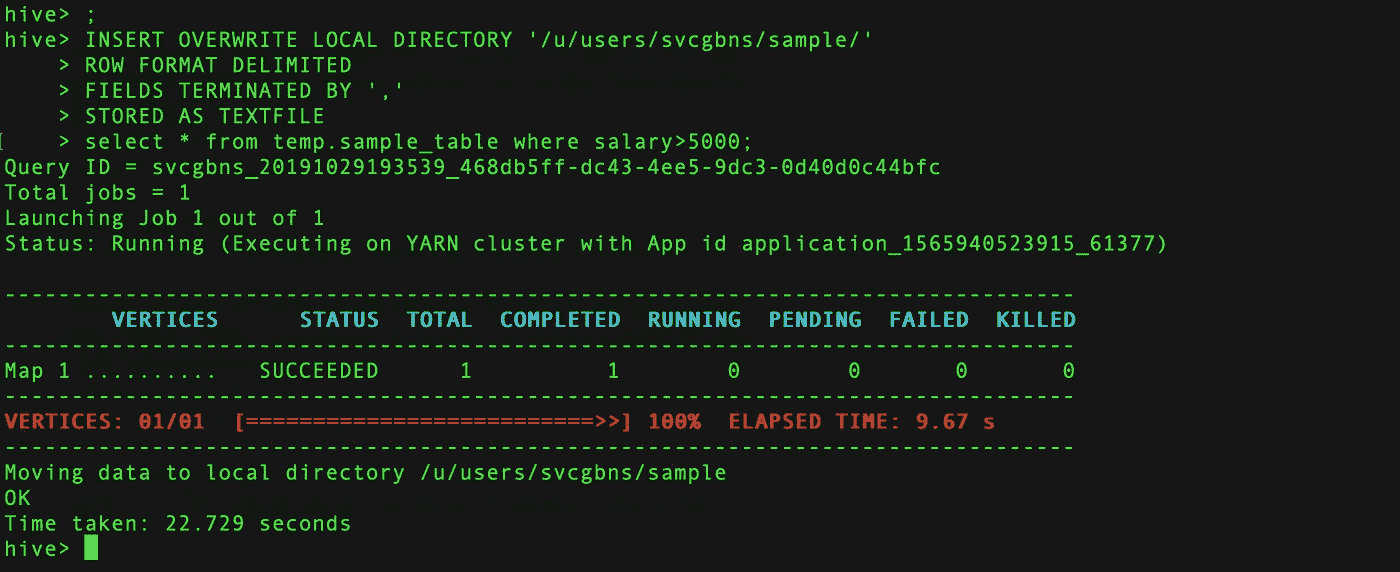 hive> ;
hive> INSERT OVERWRITE LOCAL DIRECTORY '/u/users/svcgbns/sample/'
    > ROW FORMAT DELIMITED
    > FIELDS TERMINATED BY ','
    > STORED AS TEXTFILE
[    > select * from temp.sample_table where salary>5000;
Query ID = svcgbns_20191029193539_468db5ff-dc43-4ee5-9dc3-0d40d0c44bfc
Total jobs = 1
Launching Job 1 out of 1
Status: Running (Executing on YARN cluster with App id application_1565940523915_61377)
--------------------------------------------------------------------------------
        VERTICES      STATUS  TOTAL  COMPLETED  RUNNING  PENDING  FAILED  KILLED
--------------------------------------------------------------------------------
Map 1 ..........   SUCCEEDED      1          1        0        0       0       0
--------------------------------------------------------------------------------
VERTICES: 01/01  [==========================>>] 100%  ELAPSED TIME: 9.67 s
--------------------------------------------------------------------------------
Moving data to local directory /u/users/svcgbns/sample
OK
Time taken: 22.729 seconds
hive>